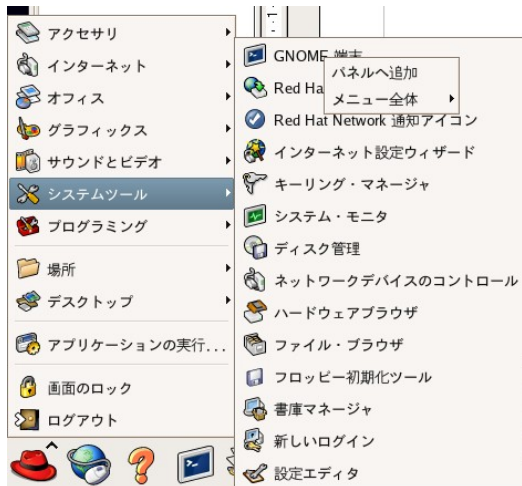 アクセサリ
インターネット
オフィス
グラフィックス
サウンドとビデオ
システムツール
プログラミング
場所
デスクトップ
アプリケーションの実行...
画面のロック
ログアウト
GNOME 端末
Red Ha
パネルへ追加
メニュー全体
Red Hat Network 通知アイコン
インターネット設定ウィザード
キーリング・マネージャ
システム・モニタ
ディスク管理
ネットワークデバイスのコントロール
ハードウェアブラウザ
ファイル・ブラウザ
フロッピー初期化ツール
書庫マネージャ
新しいログイン
設定エディタ